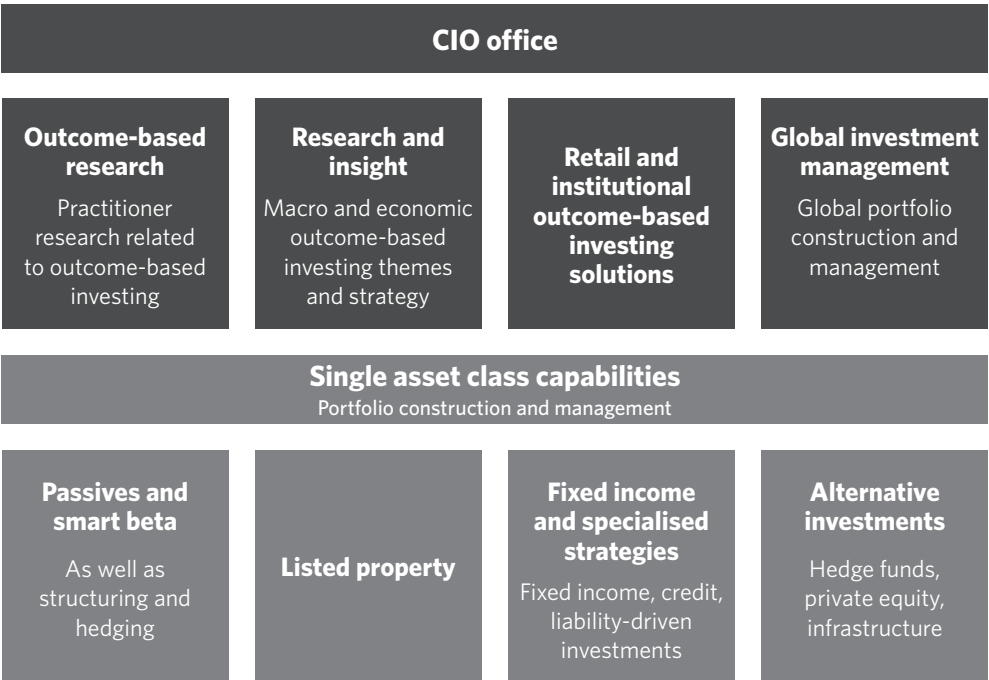 CIO office
Outcome-based
research
Practitioner
research related
to outcome-based
investing
Research and
insight
Macro and economic
outcome-based
investing themes
and strategy
Retail and
institutional
outcome-based
investing
solutions
Global investment
management
Global portfolio
construction and
management
Single asset class capabilities
Portfolio construction and management
Passives and
smart beta
As well as
structuring and
hedging
Listed property
Fixed income
and specialised
strategies
Fixed income, credit,
liability-driven
investments
Alternative
investments
Hedge funds,
private equity,
infrastructure